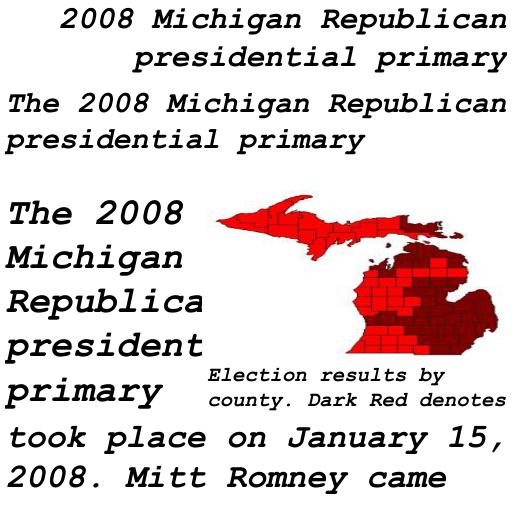 2008 Michigan Republican
presidential primary
The 2008 Michigan Republican
presidential primary
The 2008
Michigan
Republica
president
primary
Election results by
county. Dark Red denotes
took place on January 15,
2008. Mitt Romney came